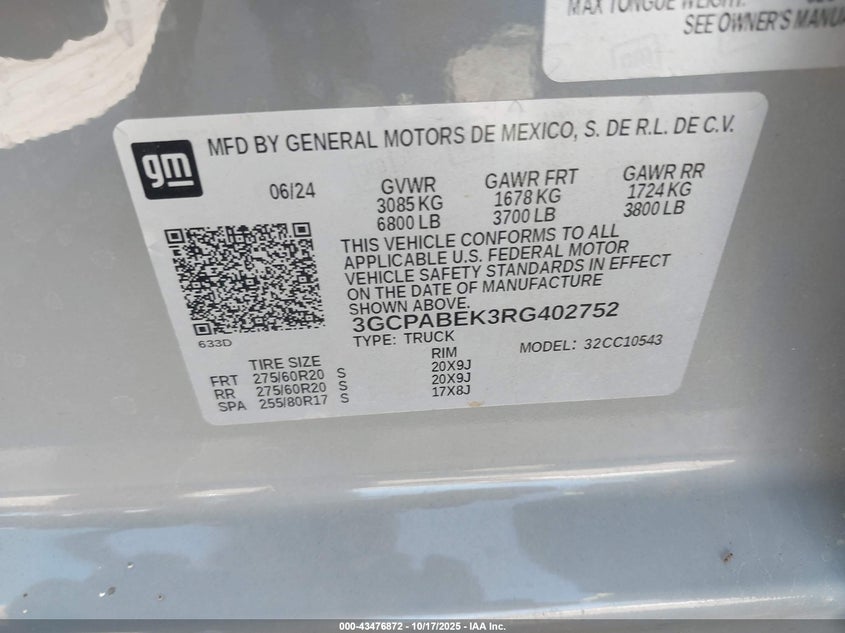 MAX TONGUE WEIGHT:
SEE OWNER'S MANUA
gm
MFD BY GENERAL MOTORS DE MEXICO, S. DE R.L. DE C.V.
06/24 GVWR GAWR FRT GAWR RR
3085 KG 1678 KG 1724 KG
6800 LB 3700 LB 3800 LB
THIS VEHICLE CONFORMS TO ALL
APPLICABLE U.S. FEDERAL MOTOR
VEHICLE SAFETY STANDARDS IN EFFECT
ON THE DATE OF MANUFACTURE
SHOWN ABOVE.
3GCPABEK3RG402752
633D
TYPE: TRUCK MODEL: 32CC10543
TIRE SIZE RIM
FRT 275/60R20 S 20X9J
RR 275/60R20 S 20X9J
SPA 255/80R17 S 17X8J
000-43476872 | 10/17/2025 - IAA Inc.